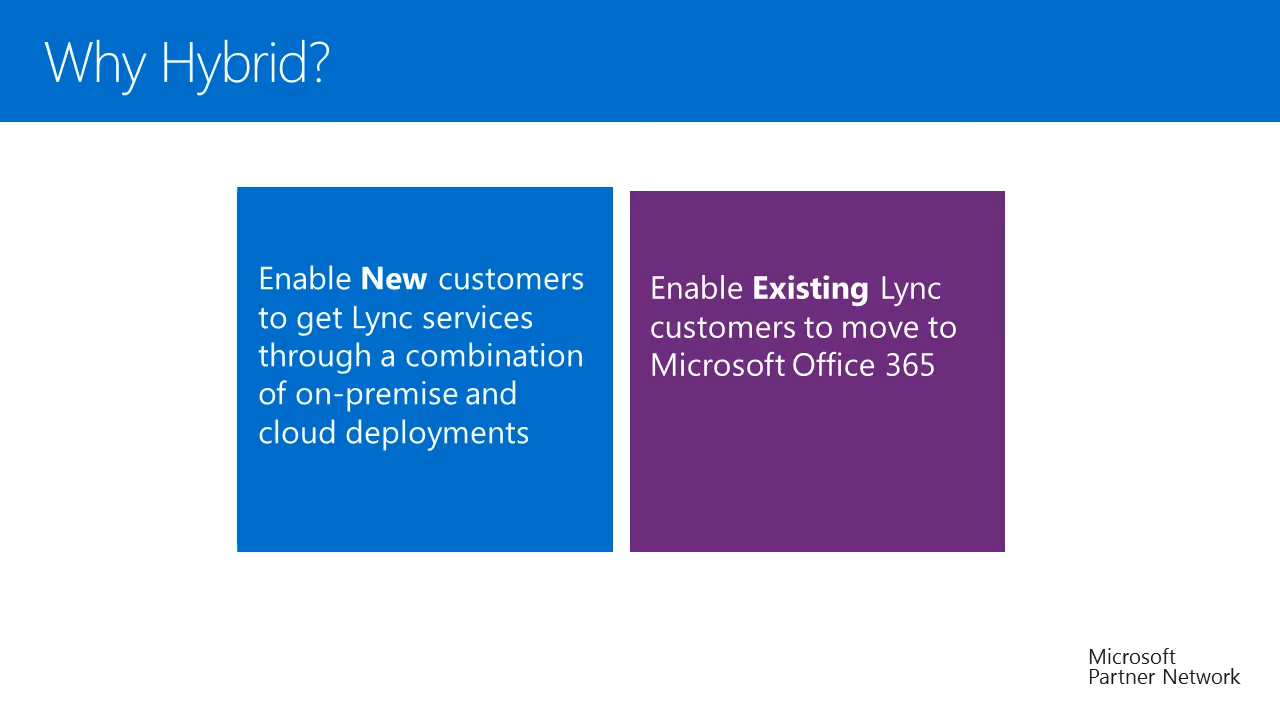 Why Hybrid?
Enable New customers
to get Lync services
through a combination
of on-premise and
cloud deployments
Enable Existing Lync
customers to move to
Microsoft Office 365
Microsoft
Partner Network